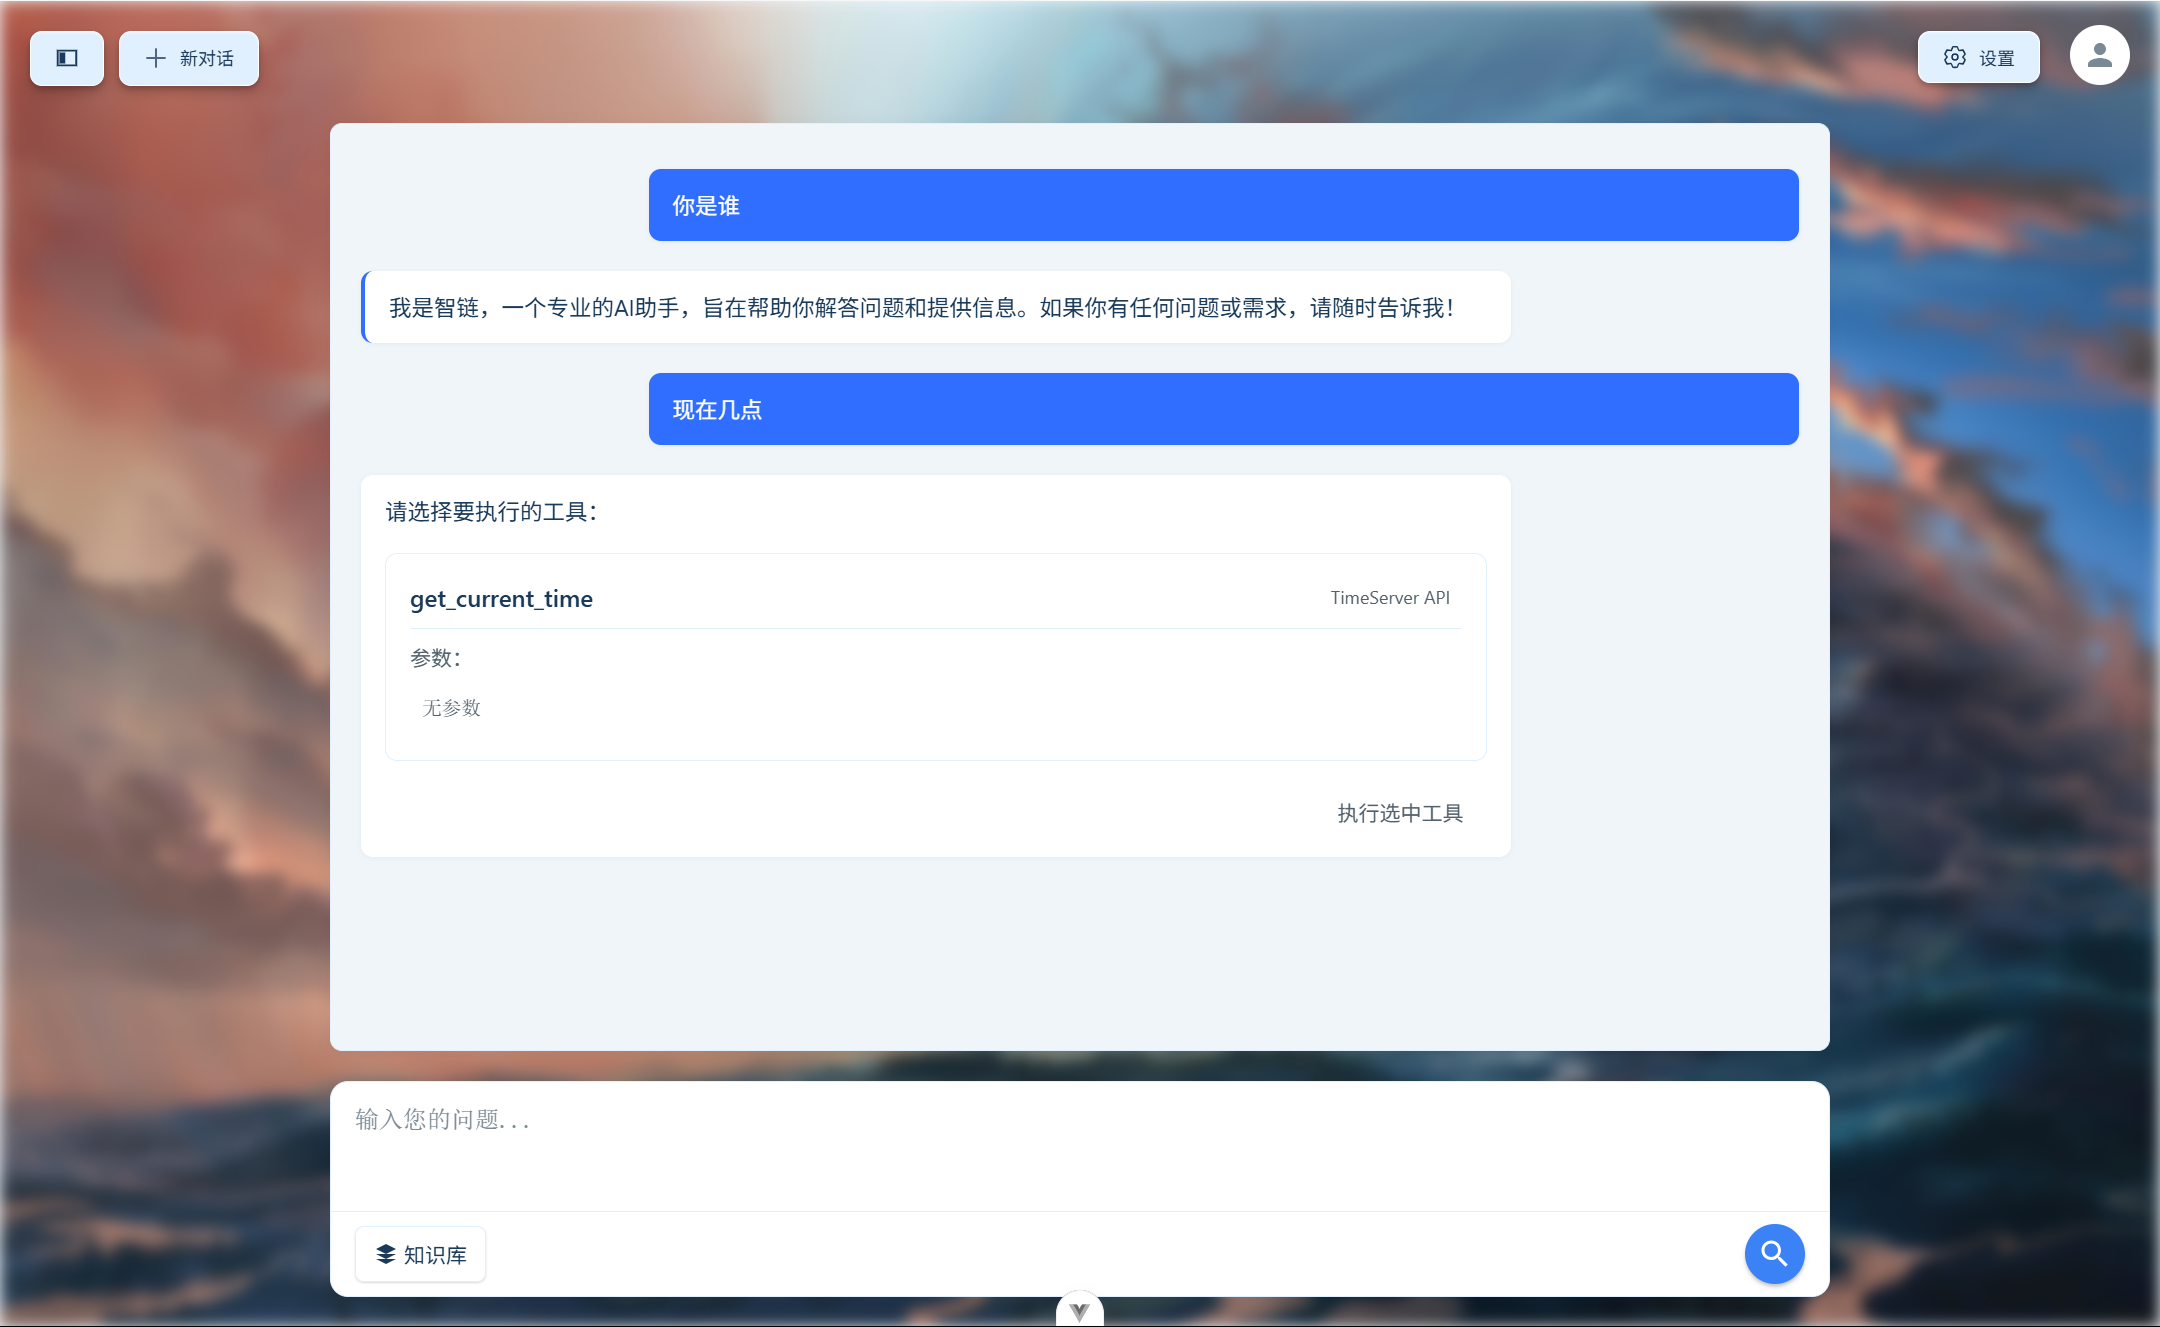 新对话
设置
你是谁
我是智链，一个专业的AI助手，旨在帮助你解答问题和提供信息。如果你有任何问题或需求，请随时告诉我！
现在几点
请选择要执行的工具：
get_current_time
TimeServer API
参数：
无参数
执行选中工具
输入您的问题...
知识库